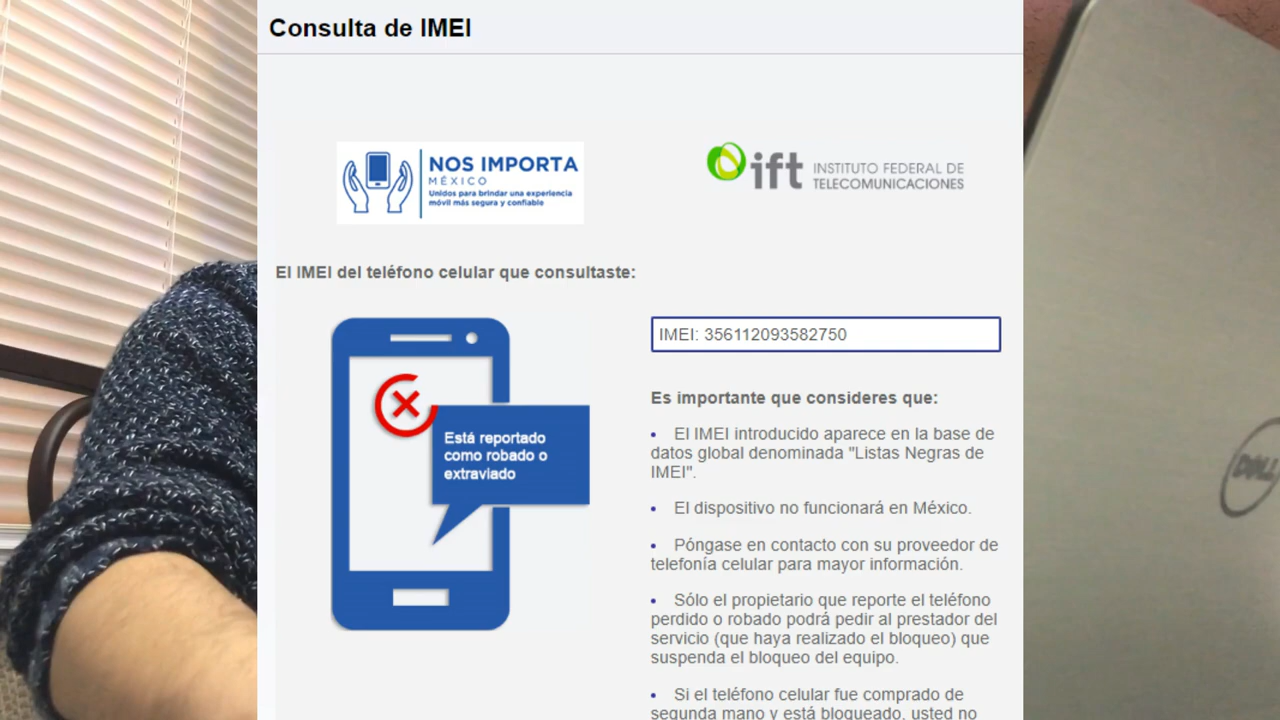 Consulta de IMEI
NOS IMPORTA
MÉXICO
Unidos para brindar una experiencia
móvil más segura y confiable
ift INSTITUTO FEDERAL DE
TELECOMUNICACIONES
El IMEI del teléfono celular que consultaste:
Está reportado
como robado o
extraviado
IMEI: 356112093582750
Es importante que consideres que:
• El IMEI introducido aparece en la base de
datos global denominada "Listas Negras de
IMEI".
• El dispositivo no funcionará en México.
• Póngase en contacto con su proveedor de
telefonía celular para mayor información.
• Sólo el propietario que reporte el teléfono
perdido o robado podrá pedir al prestador del
servicio (que haya realizado el bloqueo) que
suspenda el bloqueo del equipo.
• Si el teléfono celular fue comprado de
segunda mano y está bloqueado, usted no
DELL